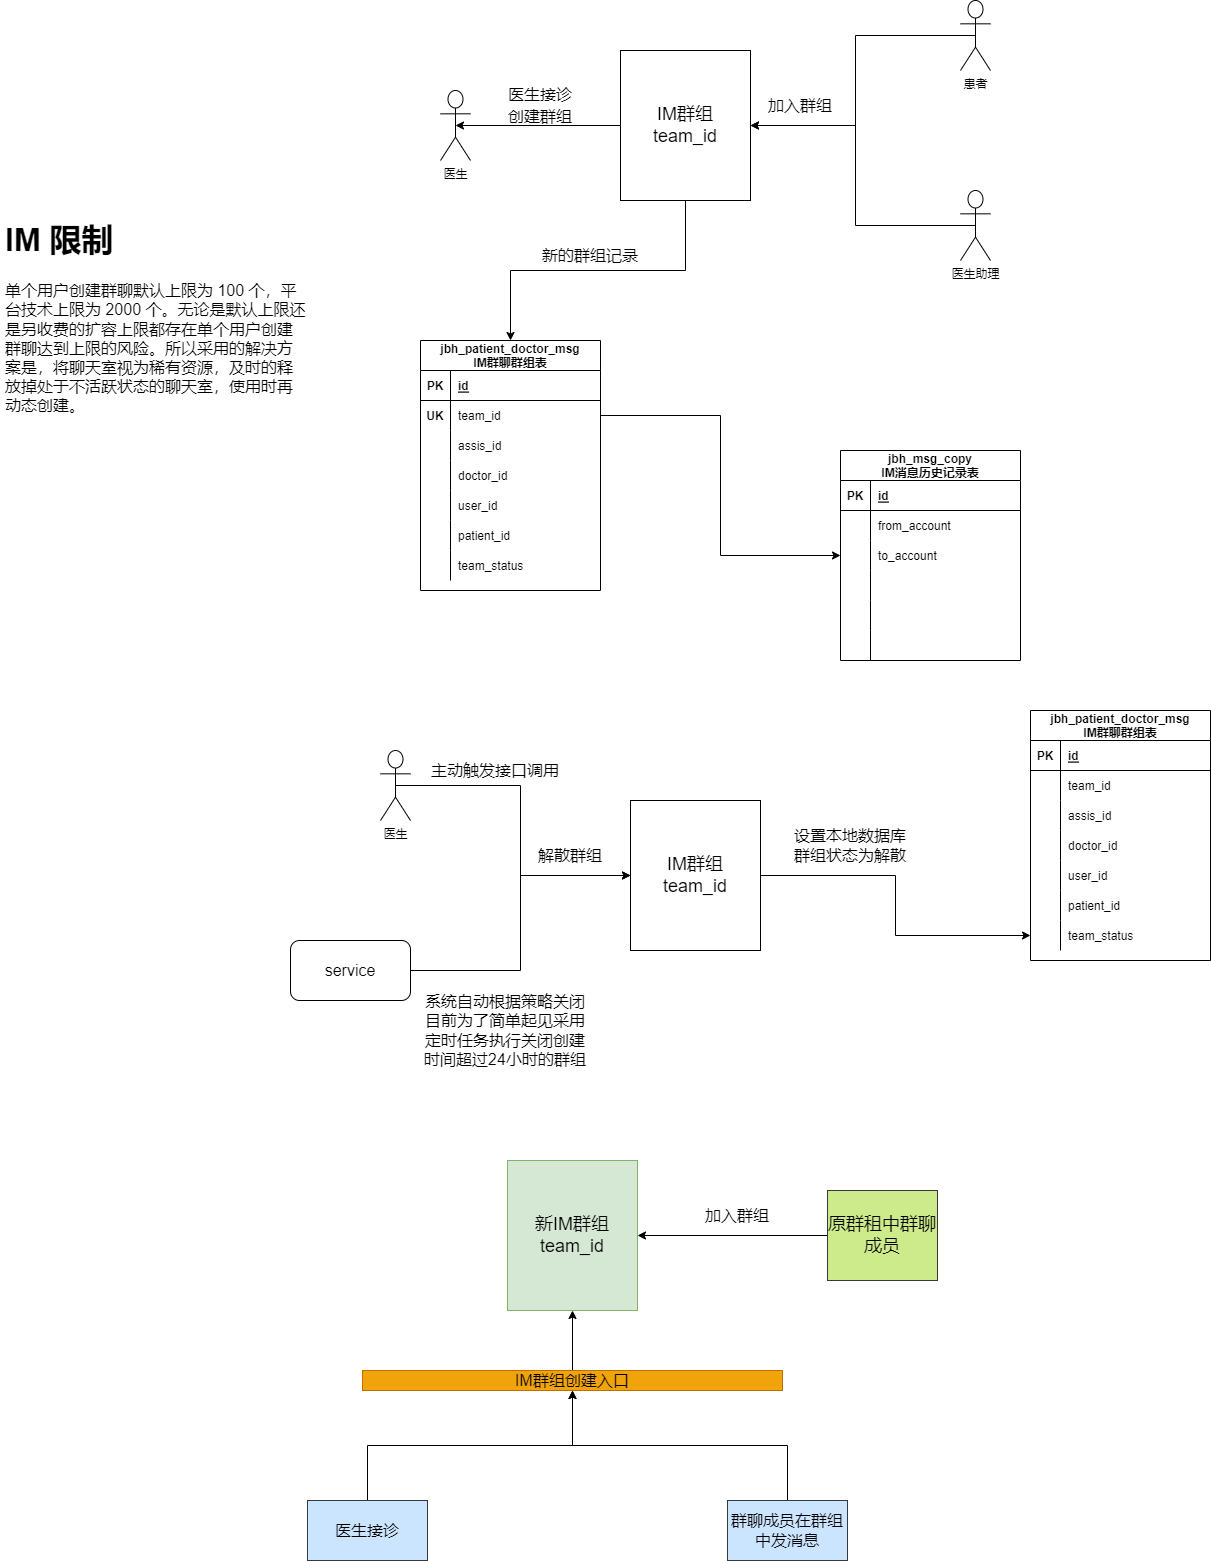 患者
医生接诊
创建群组
IM群组
team_id
加入群组
医生
医生助理
IM 限制
单个用户创建群聊默认上限为 100 个，平
台技术上限为 2000 个。无论是默认上限还
是另收费的扩容上限都存在单个用户创建
群聊达到上限的风险。所以采用的解决方
案是，将聊天室视为稀有资源，及时的释
放掉处于不活跃状态的聊天室，使用时再
动态创建。
新的群组记录
jbh_patient_doctor_msg
IM群聊群组表
PK id
UK team_id
assis_id
doctor_id
user_id
patient_id
team_status
jbh_msg_copy
IM消息历史记录表
PK id
from_account
to_account
jbh_patient_doctor_msg
IM群聊群组表
PK id
team_id
assis_id
doctor_id
user_id
patient_id
team_status
主动触发接口调用
医生
解散群组
IM群组
team_id
设置本地数据库
群组状态为解散
service
系统自动根据策略关闭
目前为了简单起见采用
定时任务执行关闭创建
时间超过24小时的群组
新IM群组
team_id
加入群组
原群租中群聊
成员
IM群组创建入口
医生接诊
群聊成员在群组
中发消息